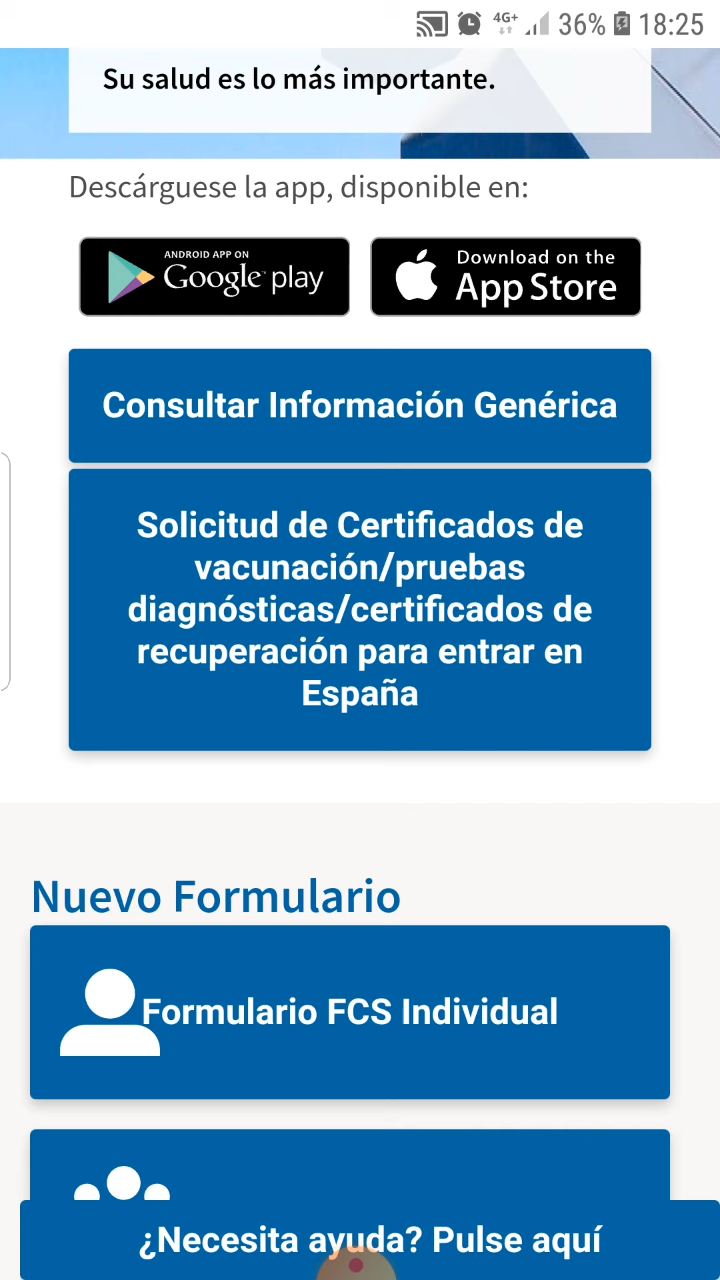 4G+ 36% 18:25
Su salud es lo más importante.
Descárguese la app, disponible en:
ANDROID APP ON
Google play
Download on the
App Store
Consultar Información Genérica
Solicitud de Certificados de
vacunación/pruebas
diagnósticas/certificados de
recuperación para entrar en
España
Nuevo Formulario
Formulario FCS Individual
¿Necesita ayuda? Pulse aquí